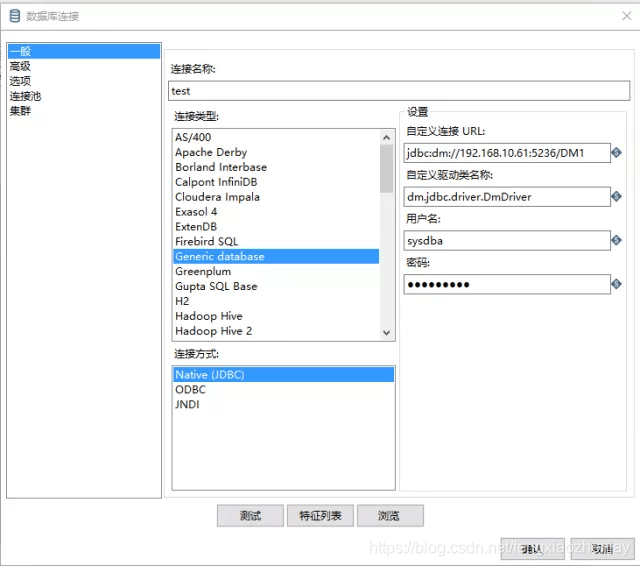 数据库连接
一般
高级
选项
连接池
集群
连接名称:
test
连接类型:
AS/400
Apache Derby
Borland Interbase
Calpont InfiniDB
Cloudera Impala
Exasol 4
ExtenDB
Firebird SQL
Generic database
Greenplum
Gupta SQL Base
H2
Hadoop Hive
Hadoop Hive 2
连接方式:
Native (JDBC)
ODBC
JNDI
设置
自定义连接 URL:
jdbc:dm://192.168.10.61:5236/DM1
自定义驱动类名称:
dm.jdbc.driver.DmDriver
用户名:
sysdba
密码:
●●●●●●●●●
测试 特征列表 浏览
确认 取消